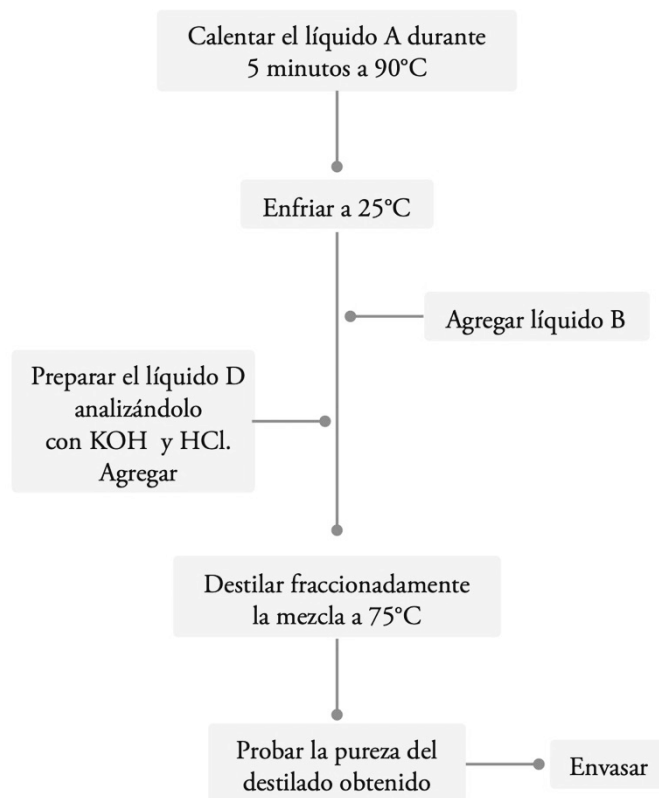 Calentar el líquido A durante
5 minutos a 90°C
Enfriar a 25°C
Agregar líquido B
Preparar el líquido D
analizándolo
con KOH y HCl.
Agregar
Destilar fraccionadamente
la mezcla a 75°C
Probar la pureza del
destilado obtenido
Envasar